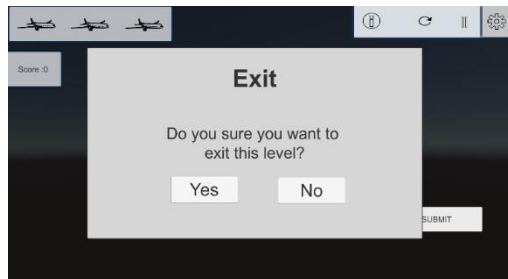 Score :0
Exit
Do you sure you want to
exit this level?
Yes No
SUBMIT